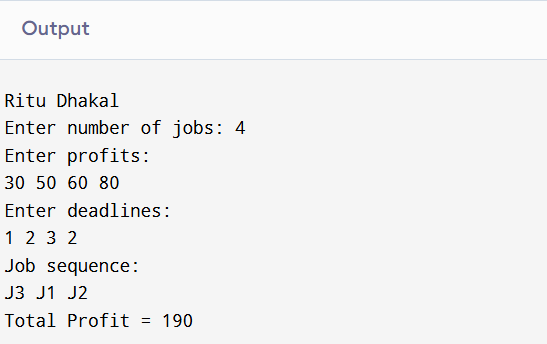 Output
Ritu Dhakal
Enter number of jobs: 4
Enter profits:
30 50 60 80
Enter deadlines:
1 2 3 2
Job sequence:
J3 J1 J2
Total Profit = 190